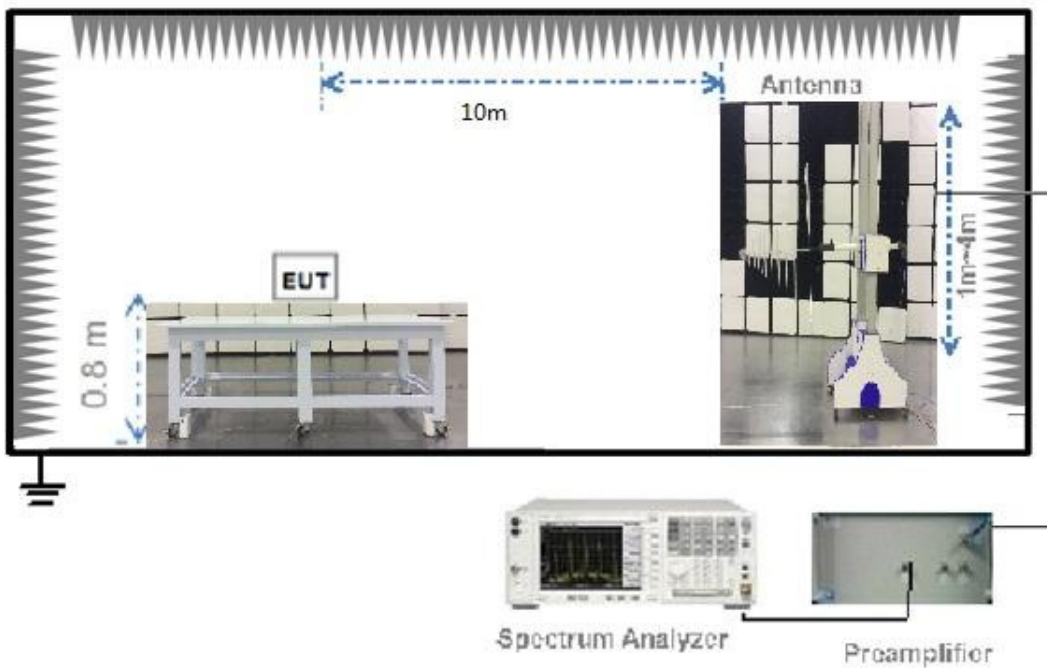 Antenna
10m
1m~4m
EUT
0.8 m
Spectrum Analyzer
Preamplifier